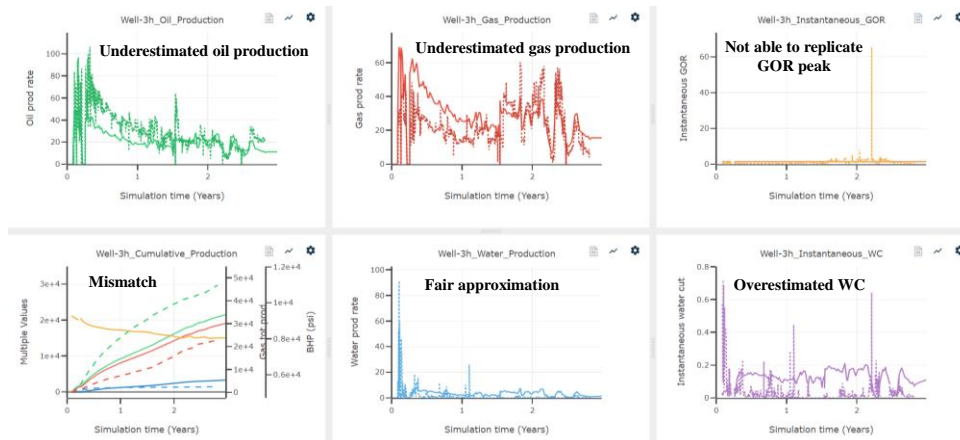 Well-3h_Oil_Production
Underestimated oil production
Oil prod rate
100
80
60
40
20
0
0 1 2
Simulation time (Years)
Well-3h_Gas_Production
Underestimated gas production
Gas prod rate
80
60
40
20
0
0 1 2
Simulation time (Years)
Well-3h_Instantaneous_GOR
Not able to replicate
GOR peak
Instantaneous GOR
60
40
20
0
0 1 2
Simulation time (Years)
Well-3h_Cumulative_Production
Mismatch
Multiple Values
3e+4
2e+4
1e+4
0
0 1 2
Simulation time (Years)
5e+4
4e+4
3e+4
2e+4
1e+4
0
Gas tot prod
1.2e+4
1e+4
0.8e+4
0.6e+4
BHP (psi)
Well-3h_Water_Production
Fair approximation
Water prod rate
100
80
60
40
20
0
0 1 2
Simulation time (Years)
Well-3h_Instantaneous_WC
Overestimated WC
Instantaneous water cut
0.8
0.6
0.4
0.2
0
0 1 2
Simulation time (Years)